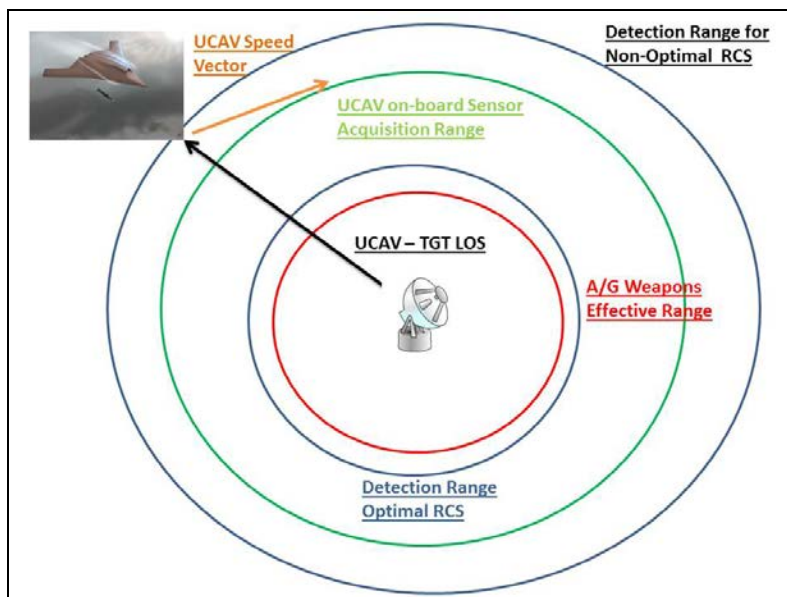 UCAV Speed
Vector
Detection Range for
Non-Optimal RCS
UCAV on-board Sensor
Acquisition Range
UCAV – TGT LOS
A/G Weapons
Effective Range
Detection Range
Optimal RCS